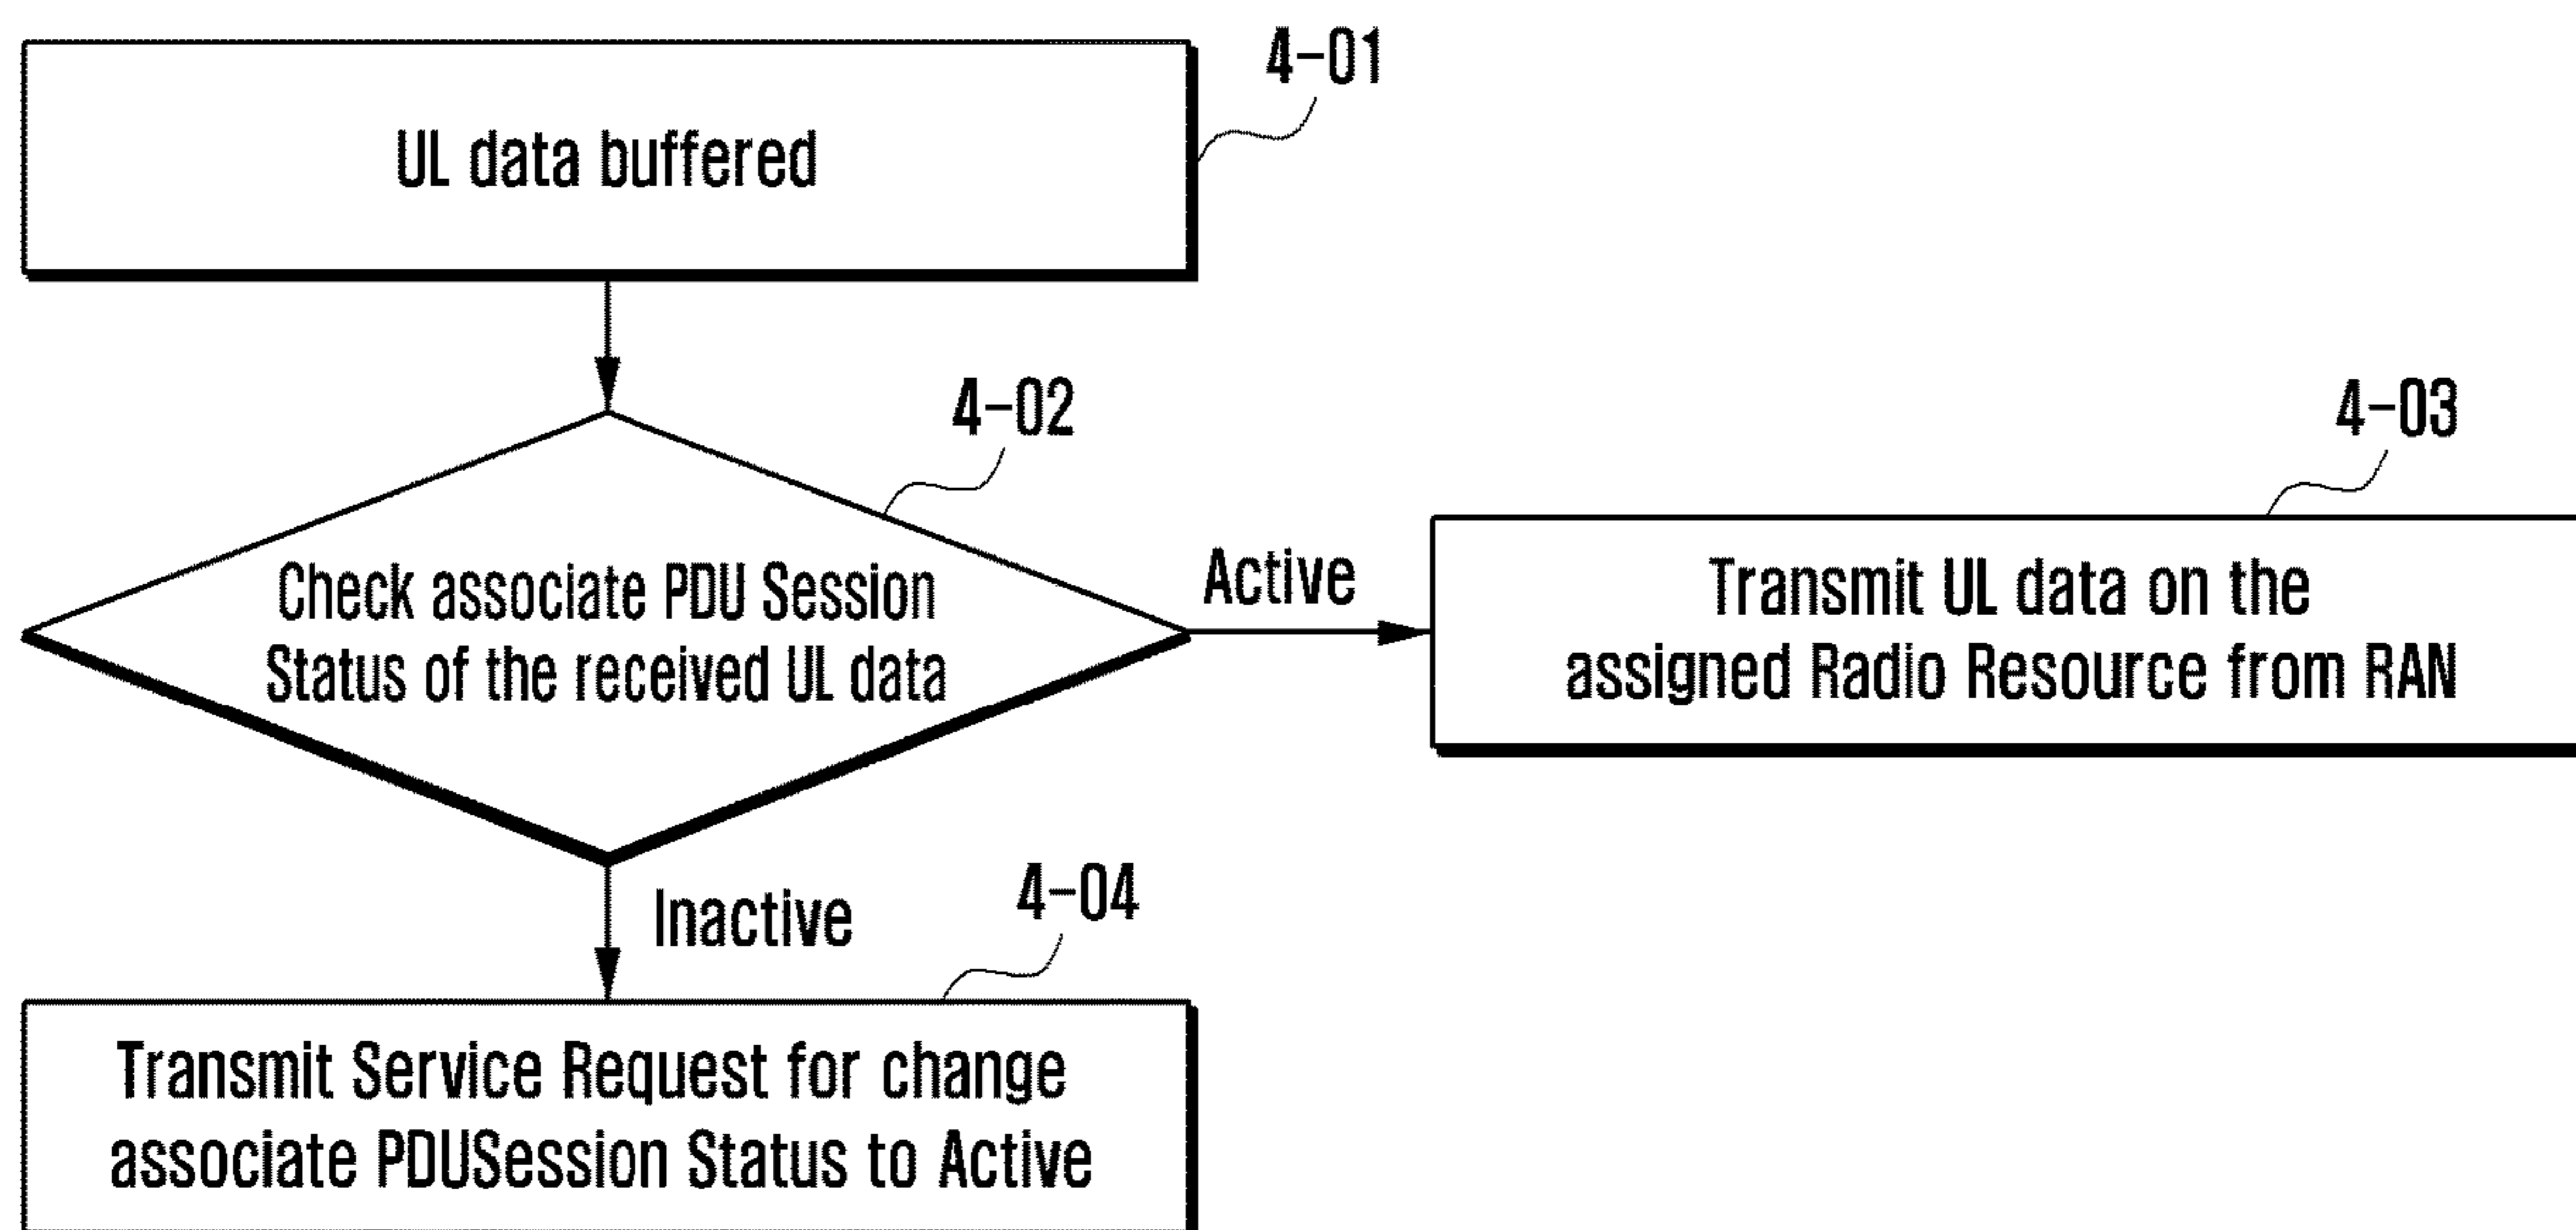 4-01
UL data buffered
4-02
Check associate PDU Session
Status of the received UL data
Active
4-03
Transmit UL data on the
assigned Radio Resource from RAN
Inactive
4-04
Transmit Service Request for change
associate PDUSession Status to Active